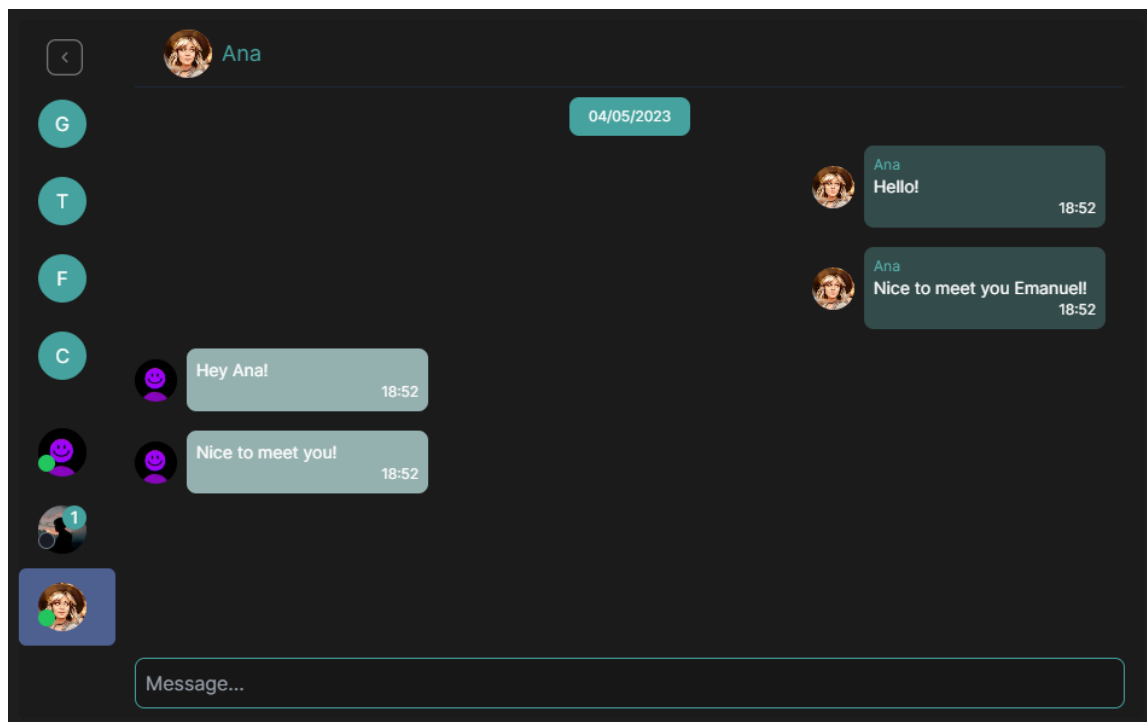 Ana
G
T
F
C
1
04/05/2023
Ana
Hello!
18:52
Ana
Nice to meet you Emanuel!
18:52
Hey Ana!
18:52
Nice to meet you!
18:52
Message...